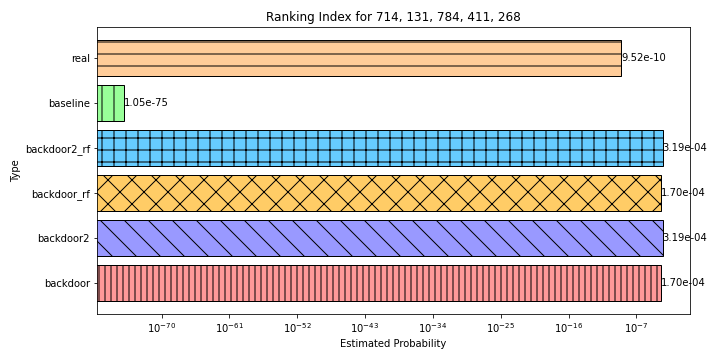 Ranking Index for 714, 131, 784, 411, 268
Type
real
9.52e-10
baseline
1.05e-75
backdoor2_rf
3.19e-04
backdoor_rf
1.70e-04
backdoor2
3.19e-04
backdoor
1.70e-04
10⁻⁷⁰ 10⁻⁶¹ 10⁻⁵² 10⁻⁴³ 10⁻³⁴ 10⁻²⁵ 10⁻¹⁶ 10⁻⁷
Estimated Probability